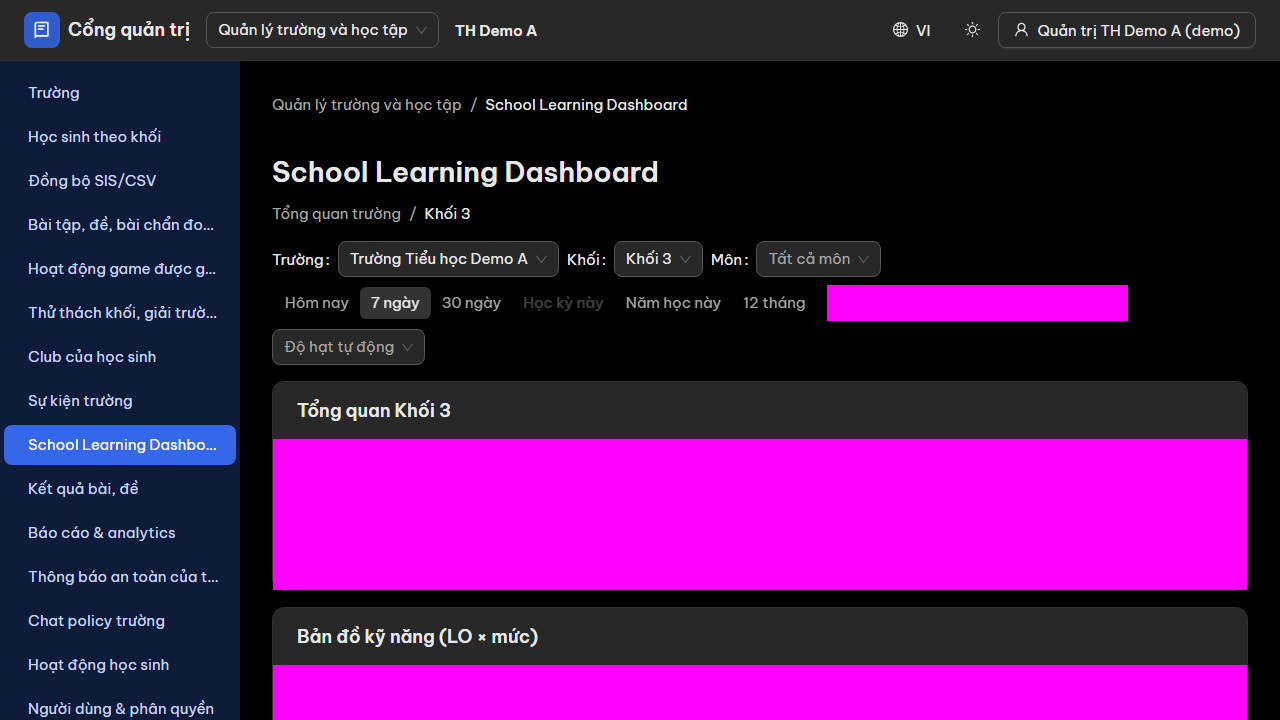 Cổng quản trị
Quản lý trường và học tập
TH Demo A
VI
Quản trị TH Demo A (demo)
Trường
Học sinh theo khối
Đồng bộ SIS/CSV
Bài tập, đề, bài chẩn đo...
Hoạt động game được g...
Thử thách khối, giải trườ...
Club của học sinh
Sự kiện trường
School Learning Dashbo...
Kết quả bài, đề
Báo cáo & analytics
Thông báo an toàn của t...
Chat policy trường
Hoạt động học sinh
Người dùng & phân quyền
Quản lý trường và học tập / School Learning Dashboard
School Learning Dashboard
Tổng quan trường / Khối 3
Trường: Trường Tiểu học Demo A Khối: Khối 3 Môn: Tất cả môn
Hôm nay 7 ngày 30 ngày Học kỳ này Năm học này 12 tháng
Độ hạt tự động
Tổng quan Khối 3
Bản đồ kỹ năng (LO × mức)